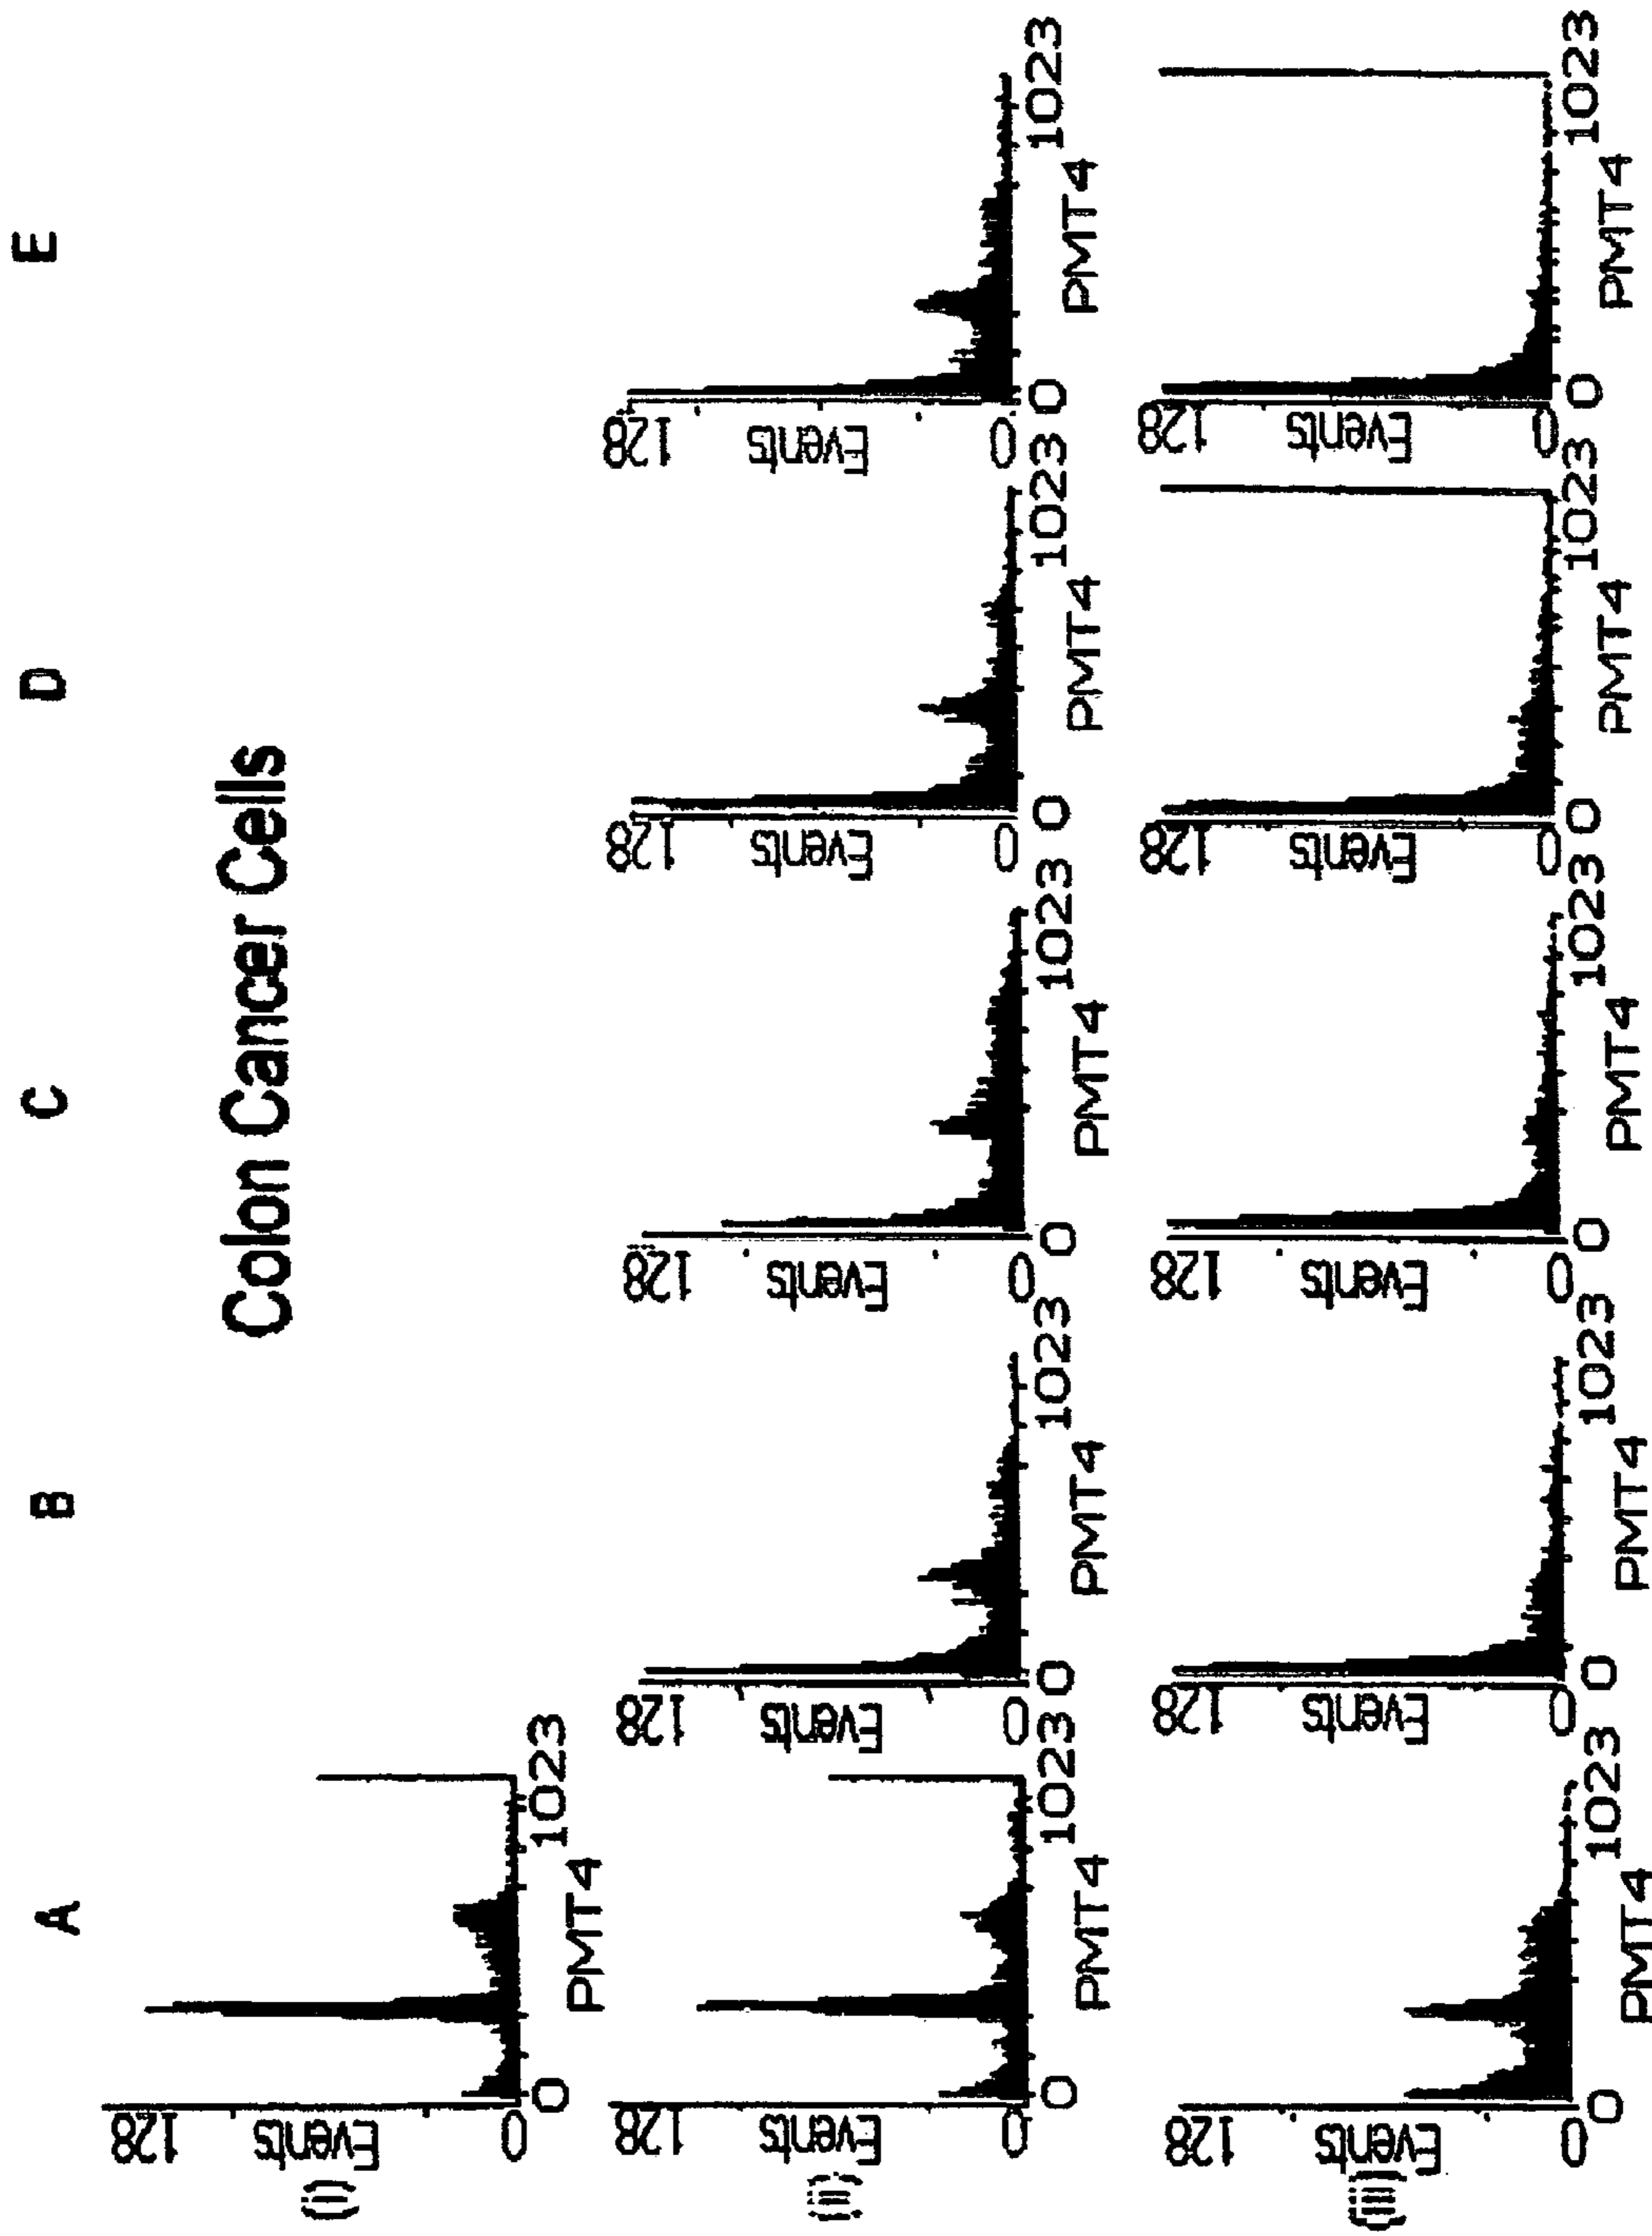 A B C D E
Colon Cancer Cells
(i)
128
Events
0
0 1023
PMT4
(ii)
128 128 128 128 128
Events Events Events Events Events
0 0 0 0 0
0 1023 0 1023 0 1023 0 1023 0 1023
PMT4 PMT4 PMT4 PMT4 PMT4
(iii)
128 128 128 128 128
Events Events Events Events Events
0 0 0 0 0
0 1023 0 1023 0 1023 0 1023 0 1023
PMT4 PMT4 PMT4 PMT4 PMT4